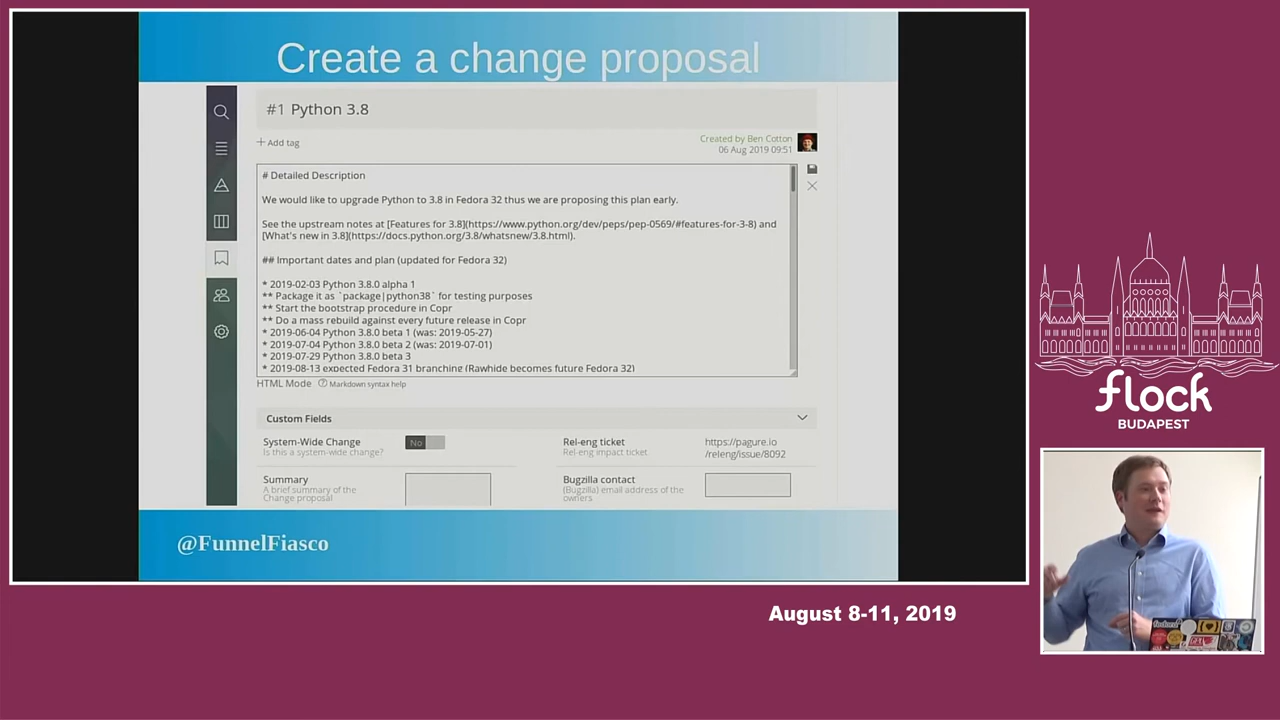 Create a change proposal
#1 Python 3.8
+ Add tag
Created by Ben Cotton
06 Aug 2019 09:51
# Detailed Description
We would like to upgrade Python to 3.8 in Fedora 32 thus we are proposing this plan early.
See the upstream notes at [Features for 3.8](https://www.python.org/dev/peps/pep-0569/#features-for-3-8) and
[What's new in 3.8](https://docs.python.org/3.8/whatsnew/3.8.html).
## Important dates and plan (updated for Fedora 32)
* 2019-02-03 Python 3.8.0 alpha 1
** Package it as `package|python38` for testing purposes
** Start the bootstrap procedure in Copr
** Do a mass rebuild against every future release in Copr
* 2019-06-04 Python 3.8.0 beta 1 (was: 2019-05-27)
* 2019-07-04 Python 3.8.0 beta 2 (was: 2019-07-01)
* 2019-07-29 Python 3.8.0 beta 3
* 2019-08-13 expected Fedora 31 branching (Rawhide becomes future Fedora 32)
HTML Mode ? Markdown syntax help
Custom Fields
System-Wide Change
Is this a system-wide change?
No
Rel-eng ticket
Rel-eng impact ticket
https://pagure.io
/releng/issue/8092
Summary
A brief summary of the
Change proposal
Bugzilla contact
(Bugzilla) email address of the
owners
@FunnelFiasco
flock
BUDAPEST
August 8-11, 2019